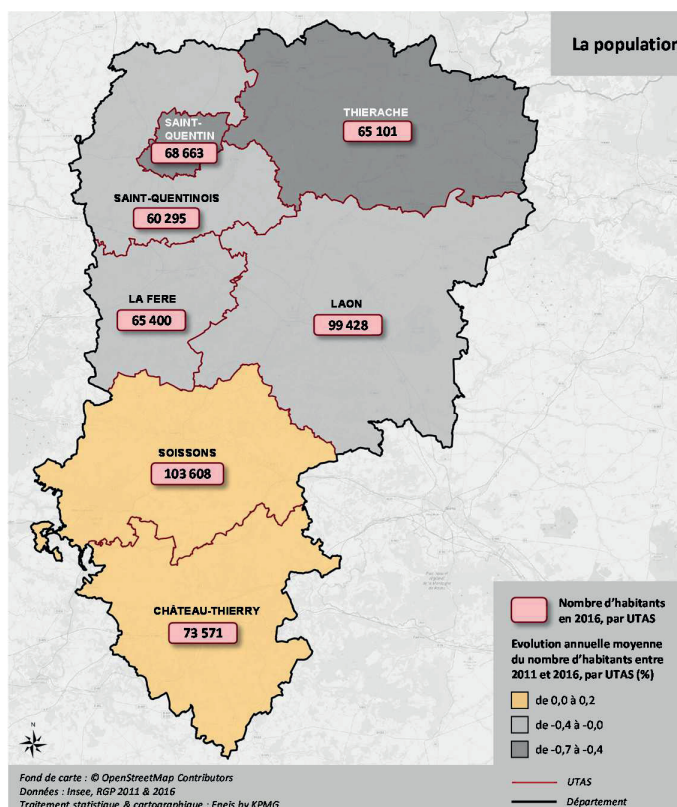 La population
THIERACHE
65 101
SAINT-
QUENTIN
68 663
SAINT-QUENTINOIS
60 295
LA FERE
65 400
LAON
99 428
SOISSONS
103 608
CHÂTEAU-THIERRY
73 571
Nombre d'habitants
en 2016, par UTAS
Evolution annuelle moyenne
du nombre d'habitants entre
2011 et 2016, par UTAS (%)
de 0,0 à 0,2
de -0,4 à -0,0
de -0,7 à -0,4
UTAS
Département
N
Fond de carte : © OpenStreetMap Contributors
Données : Insee, RGP 2011 & 2016
Traitement statistique & cartographique : Eneis by KPMG